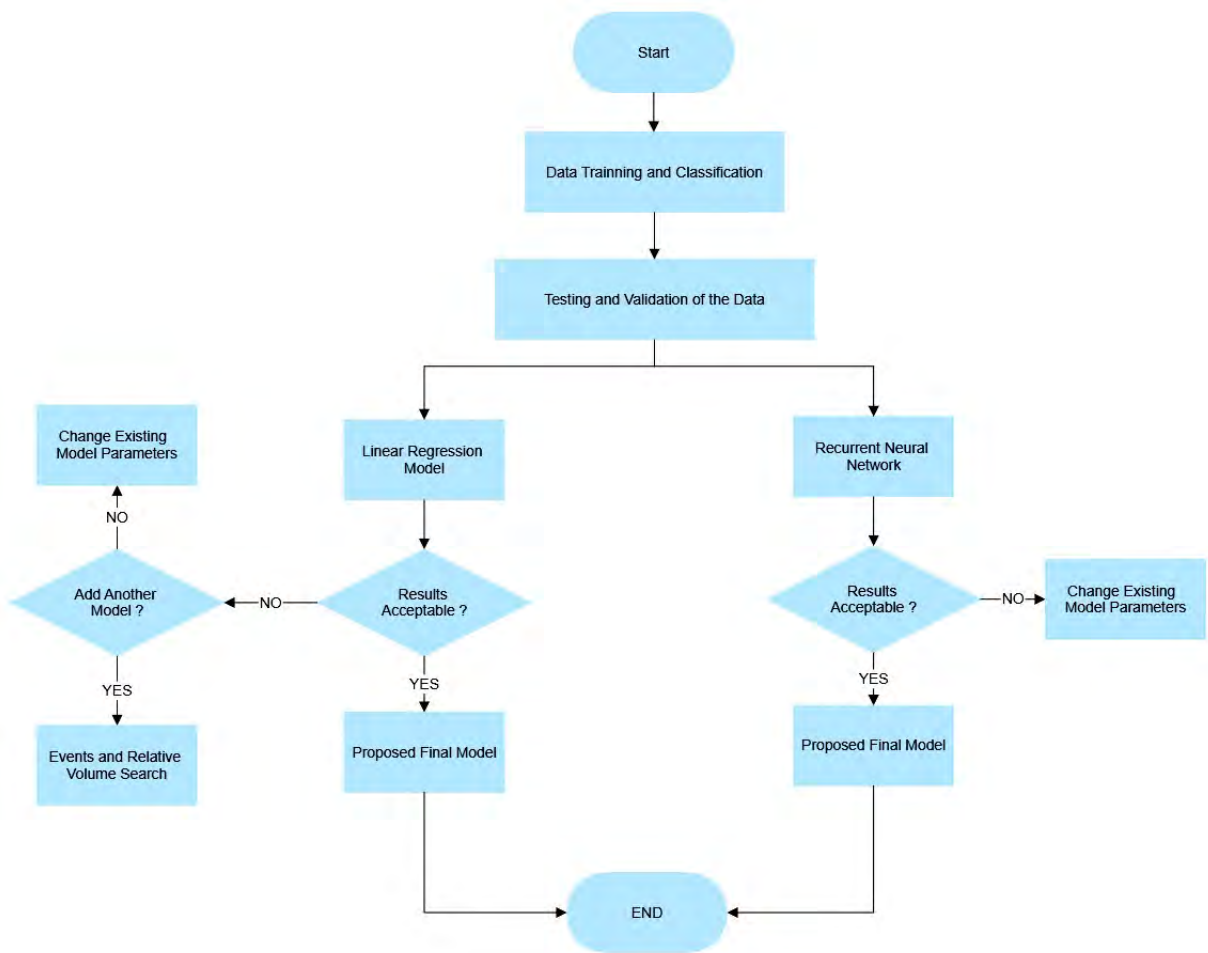 Start
Data Trainning and Classification
Testing and Validation of the Data
Change Existing
Model Parameters
NO
Add Another
Model ?
YES
Events and Relative
Volume Search
Linear Regression
Model
NO
Results
Acceptable ?
YES
Proposed Final Model
Recurrent Neural
Network
Results
Acceptable ?
NO
Change Existing
Model Parameters
YES
Proposed Final Model
END